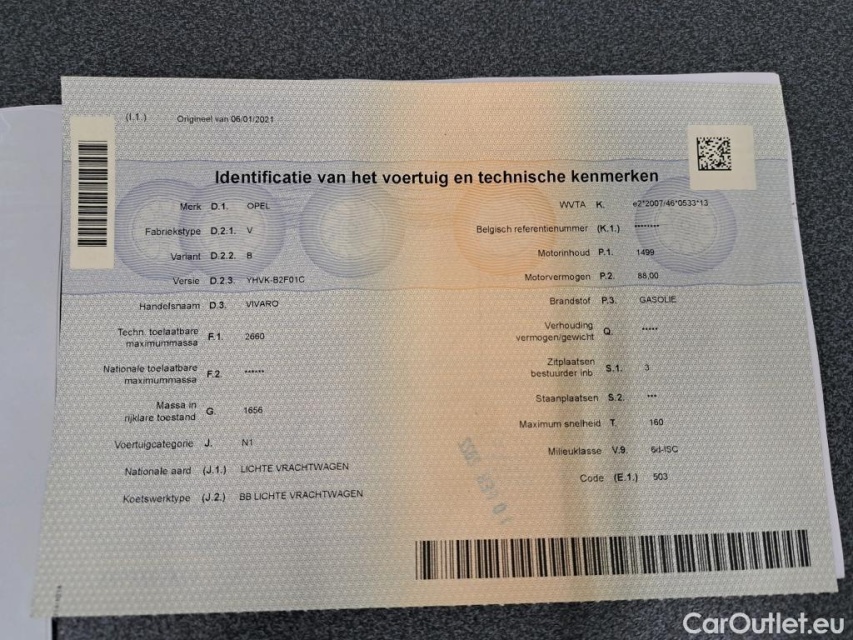 (I.1.) Origineel van 06/01/2021
Identificatie van het voertuig en technische kenmerken
Merk D.1. OPEL
Fabriekstype D.2.1. V
Variant D.2.2. B
Versie D.2.3. YHVK-B2F01C
Handelsnaam D.3. VIVARO
Techn. toelaatbare
maximummassa F.1. 2660
Nationale toelaatbare
maximummassa F.2. ******
Massa in
rijklare toestand G. 1656
Voertuigcategorie J. N1
Nationale aard (J.1.) LICHTE VRACHTWAGEN
Koetswerktype (J.2.) BB LICHTE VRACHTWAGEN
WVTA K. e2*2007/46*0533*13
Belgisch referentienummer (K.1.) ********
Motorinhoud P.1. 1499
Motorvermogen P.2. 88,00
Brandstof P.3. GASOLIE
Verhouding
vermogen/gewicht Q. *****
Zitplaatsen
bestuurder inb. S.1. 3
Staanplaatsen S.2. ***
Maximum snelheid T. 160
Milieuklasse V.9. 6d-ISC
Code (E.1.) 503
CarOutlet.eu